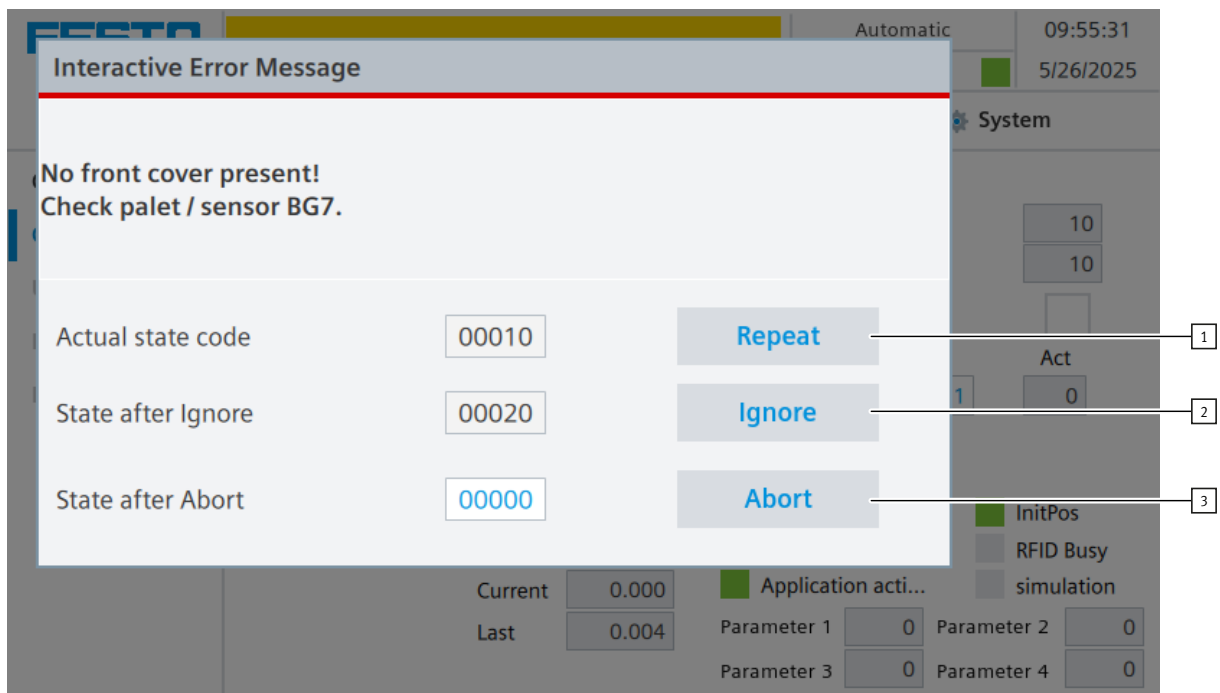 FESTO
Automatic
09:55:31
5/26/2025
Interactive Error Message
System
No front cover present!
Check palet / sensor BG7.
10
10
Actual state code 00010 Repeat 1
Act
State after Ignore 00020 Ignore 2
1 0
State after Abort 00000 Abort 3
InitPos
RFID Busy
Current 0.000 Application acti... simulation
Last 0.004 Parameter 1 0 Parameter 2 0
Parameter 3 0 Parameter 4 0